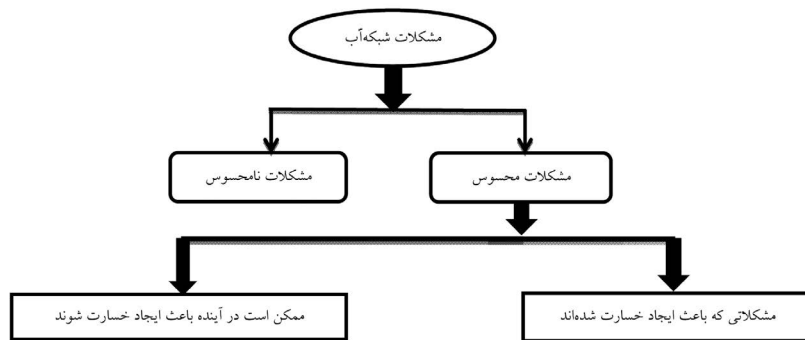 مشکلات شبکه‌آب
مشکلات محسوس
مشکلات نامحسوس
مشکلاتی که باعث ایجاد خسارت شده‌اند
ممکن است در آینده باعث ایجاد خسارت شوند